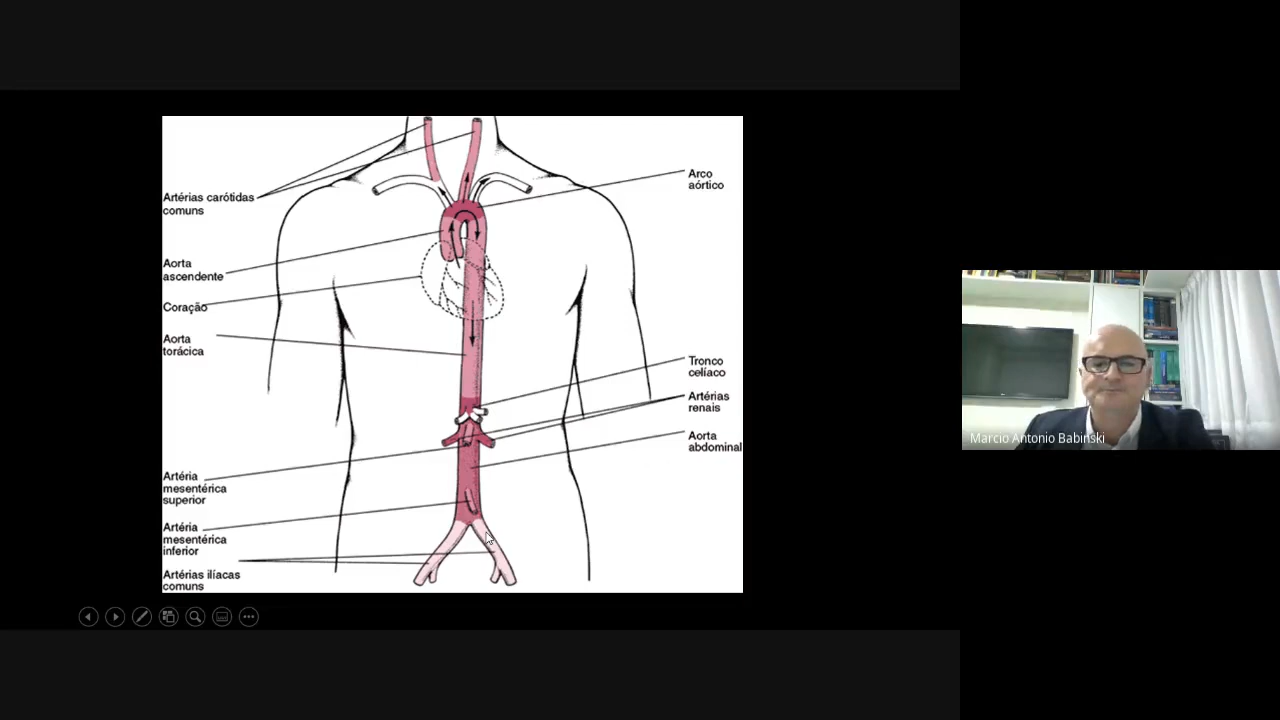 Artérias carótidas
comuns
Aorta
ascendente
Coração
Aorta
torácica
Artéria
mesentérica
superior
Artéria
mesentérica
inferior
Artérias ilíacas
comuns
Arco
aórtico
Tronco
celíaco
Artérias
renais
Aorta
abdominal
Marcio Antonio Babinski